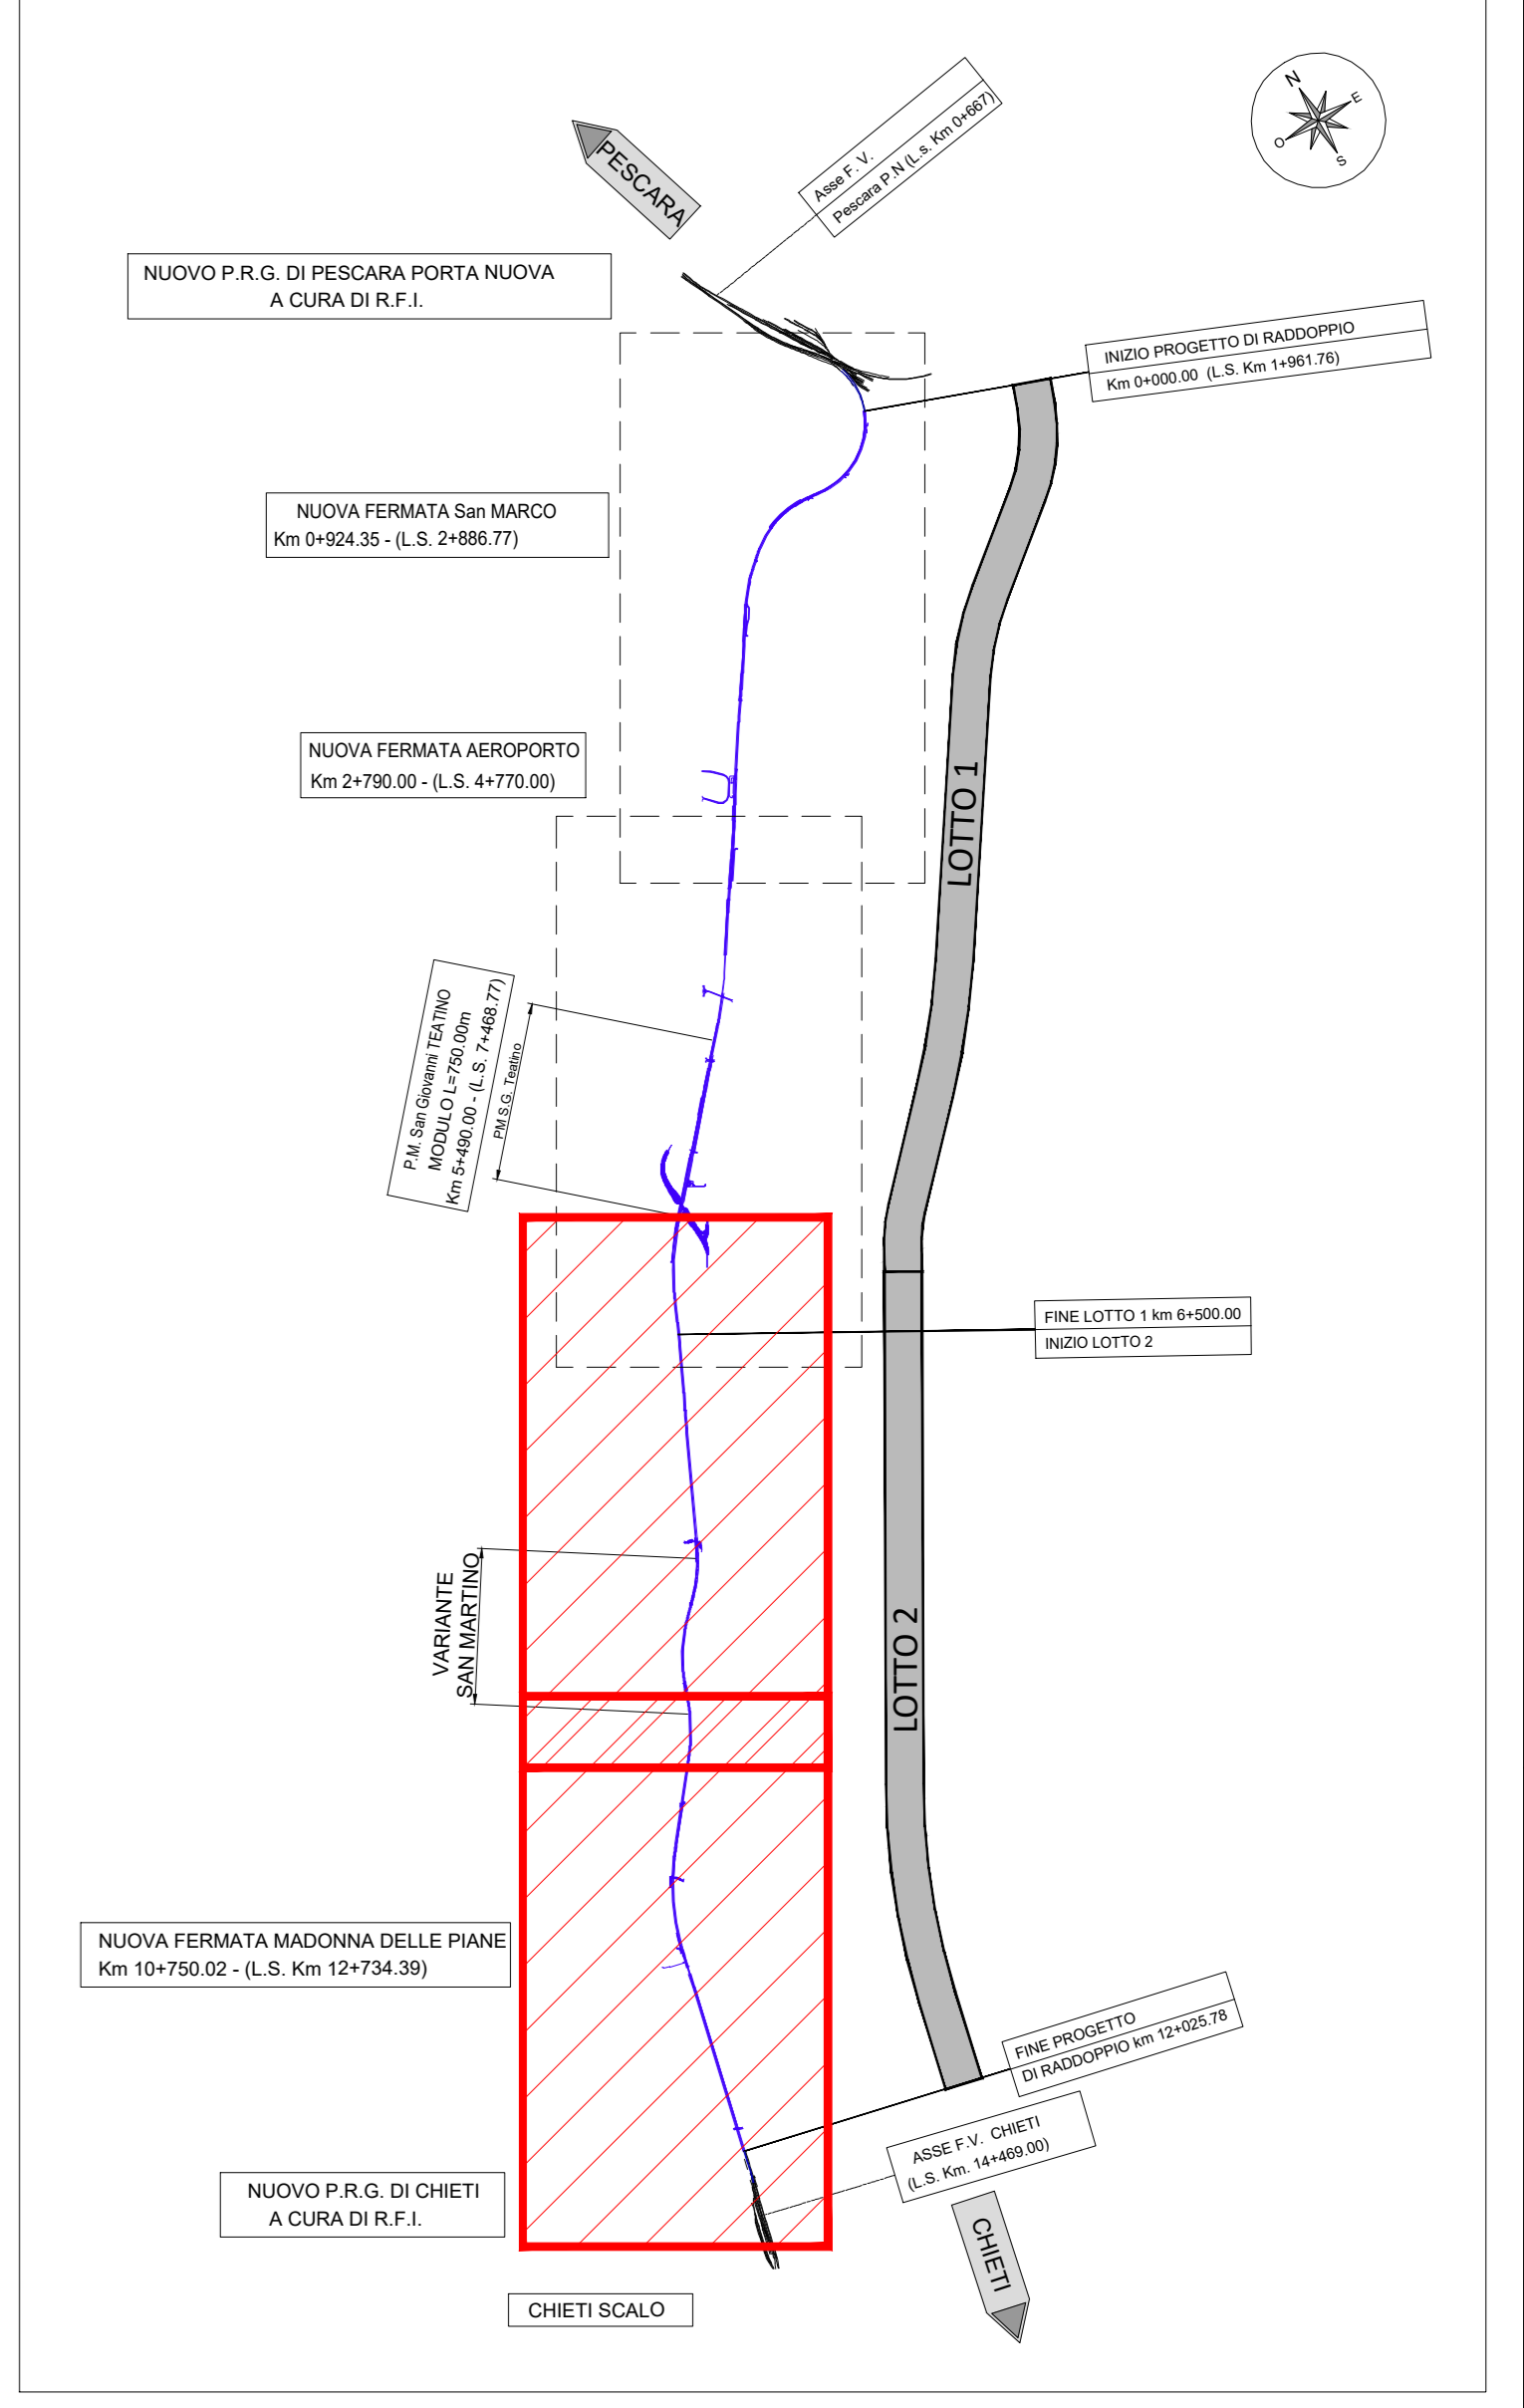 N
E
O
S
PESCARA
Asse F. V.
Pescara P.N (L.s. Km 0+667)
NUOVO P.R.G. DI PESCARA PORTA NUOVA
A CURA DI R.F.I.
INIZIO PROGETTO DI RADDOPPIO
Km 0+000.00 (L.S. Km 1+961.76)
NUOVA FERMATA San MARCO
Km 0+924.35 - (L.S. 2+886.77)
NUOVA FERMATA AEROPORTO
Km 2+790.00 - (L.S. 4+770.00)
LOTTO 1
P.M. San Giovanni TEATINO
MODULO L=750.00m
Km 5+490.00 - (L.S. 7+468.77)
PM S.G. Teatino
FINE LOTTO 1 km 6+500.00
INIZIO LOTTO 2
VARIANTE
SAN MARTINO
LOTTO 2
NUOVA FERMATA MADONNA DELLE PIANE
Km 10+750.02 - (L.S. Km 12+734.39)
FINE PROGETTO
DI RADDOPPIO km 12+025.78
ASSE F.V. CHIETI
(L.S. Km. 14+469.00)
NUOVO P.R.G. DI CHIETI
A CURA DI R.F.I.
CHIETI
CHIETI SCALO